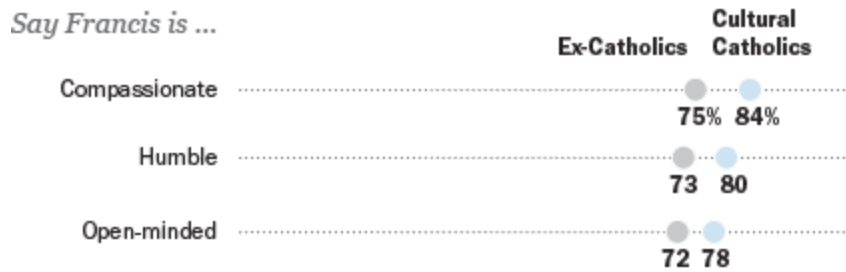 Say Francis is ...
Ex-Catholics
Cultural
Catholics
Compassionate
75% 84%
Humble
73 80
Open-minded
72 78